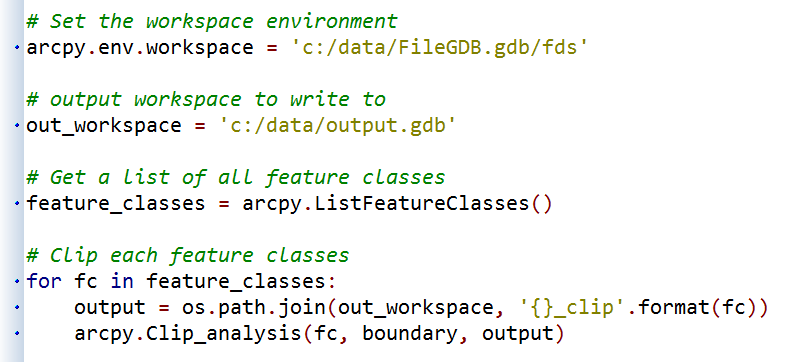 # Set the workspace environment
arcpy.env.workspace = 'c:/data/FileGDB.gdb/fds'
# output workspace to write to
out_workspace = 'c:/data/output.gdb'
# Get a list of all feature classes
feature_classes = arcpy.ListFeatureClasses()
# Clip each feature classes
for fc in feature_classes:
    output = os.path.join(out_workspace, '{}_clip'.format(fc))
    arcpy.Clip_analysis(fc, boundary, output)